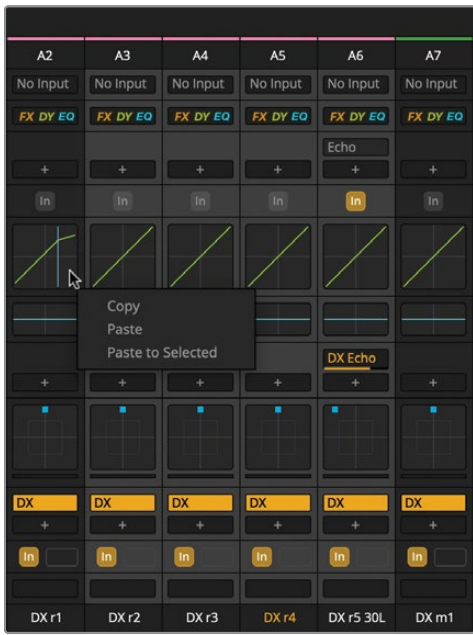 A2 A3 A4 A5 A6 A7
No Input No Input No Input No Input No Input No Input
FX DY EQ FX DY EQ FX DY EQ FX DY EQ FX DY EQ FX DY EQ
Echo
+ + + + + +
In In In In In In
Copy
Paste
Paste to Selected
DX Echo
+ + + + + +
DX DX DX DX DX DX
+ + + + + +
In In In In In In
DX r1 DX r2 DX r3 DX r4 DX r5 30L DX m1